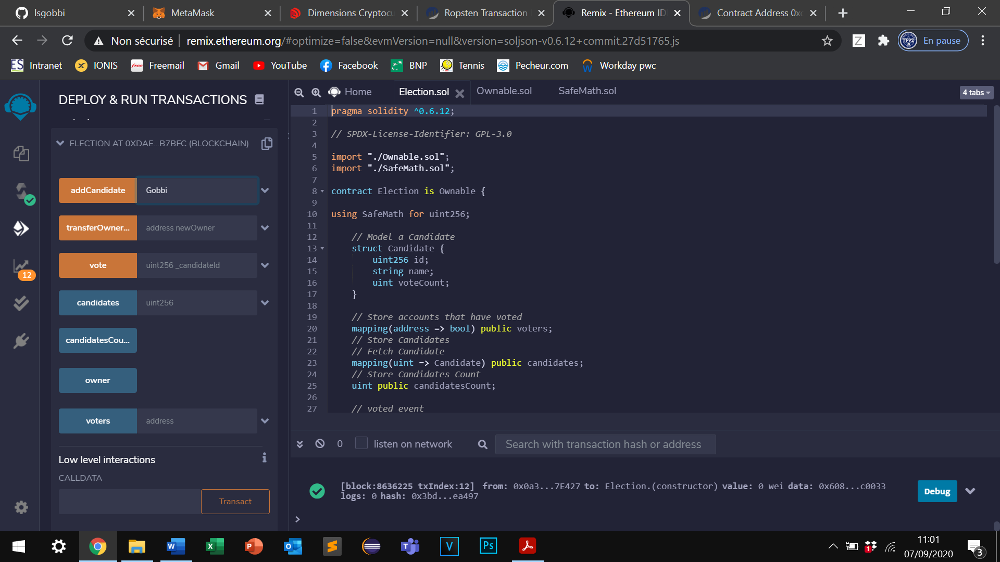 lsgobbi
MetaMask
Dimensions Cryptocu
Ropsten Transaction
Remix - Ethereum ID
Contract Address 0x
Non sécurisé
remix.ethereum.org/#optimize=false&evmVersion=null&version=soljson-v0.6.12+commit.27d51765.js
Z
TF92
En pause
ES Intranet
IONIS
free Freemail
Gmail
YouTube
Facebook
BNP
Tennis
Pecheur.com
Workday pwc
DEPLOY & RUN TRANSACTIONS
ELECTION AT 0XDAE...B7BFC (BLOCKCHAIN)
addCandidate Gobbi
transferOwner... address newOwner
vote uint256 _candidateId
candidates uint256
candidatesCou...
owner
voters address
12
Low level interactions
CALLDATA
Transact
Home
Election.sol
Ownable.sol
SafeMath.sol
4 tabs
1 pragma solidity ^0.6.12;
2
3 // SPDX-License-Identifier: GPL-3.0
4
5 import "./Ownable.sol";
6 import "./SafeMath.sol";
7
8 contract Election is Ownable {
9
10 using SafeMath for uint256;
11
12 // Model a Candidate
13 struct Candidate {
14 uint256 id;
15 string name;
16 uint voteCount;
17 }
18
19 // Store accounts that have voted
20 mapping(address => bool) public voters;
21 // Store Candidates
22 // Fetch Candidate
23 mapping(uint => Candidate) public candidates;
24 // Store Candidates Count
25 uint public candidatesCount;
26
27 // voted event
0
listen on network
Search with transaction hash or address
[block:8636225 txIndex:12] from: 0x0a3...7E427 to: Election.(constructor) value: 0 wei data: 0x608...c0033
logs: 0 hash: 0x3bd...ea497
Debug
>
W
X
P
O
S
T
V
Ps
1
11:01
07/09/2020
3